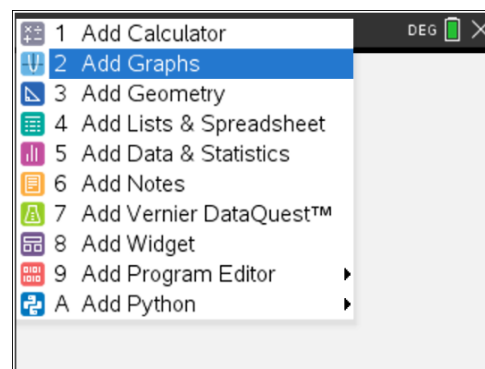 DEG
1 Add Calculator
2 Add Graphs
3 Add Geometry
4 Add Lists & Spreadsheet
5 Add Data & Statistics
6 Add Notes
7 Add Vernier DataQuest™
8 Add Widget
9 Add Program Editor
A Add Python